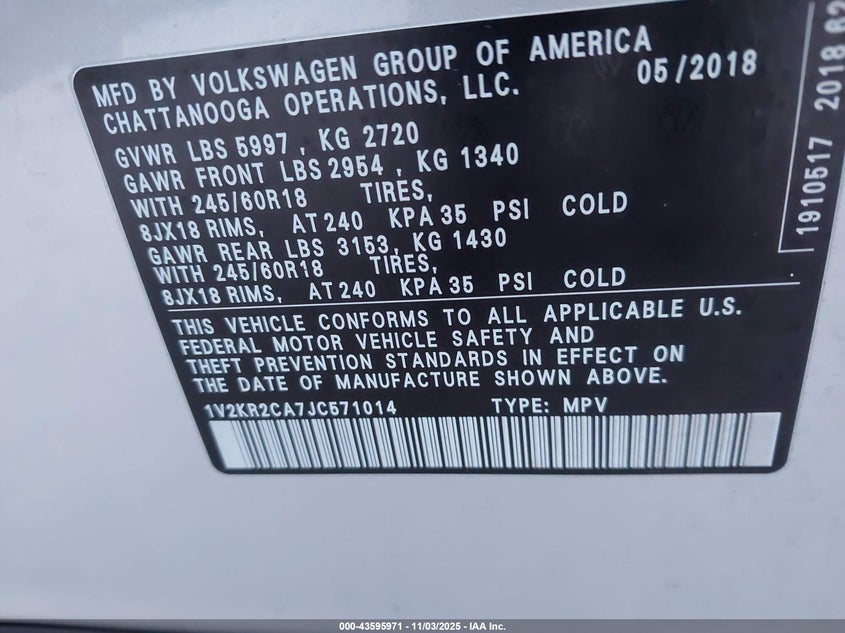 MFD BY VOLKSWAGEN GROUP OF AMERICA
CHATTANOOGA OPERATIONS, LLC. 05/2018
GVWR LBS 5997 , KG 2720
GAWR FRONT LBS 2954 , KG 1340
WITH 245/60R18 TIRES,
8JX18 RIMS, AT 240 KPA 35 PSI COLD
GAWR REAR LBS 3153, KG 1430
WITH 245/60R18 TIRES,
8JX18 RIMS, AT 240 KPA 35 PSI COLD
THIS VEHICLE CONFORMS TO ALL APPLICABLE U.S.
FEDERAL MOTOR VEHICLE SAFETY AND
THEFT PREVENTION STANDARDS IN EFFECT ON
THE DATE OF MANUFACTURE SHOWN ABOVE.
1V2KR2CA7JC571014 TYPE: MPV
1910517 2018
000-43595971 - 11/03/2025 - IAA Inc.